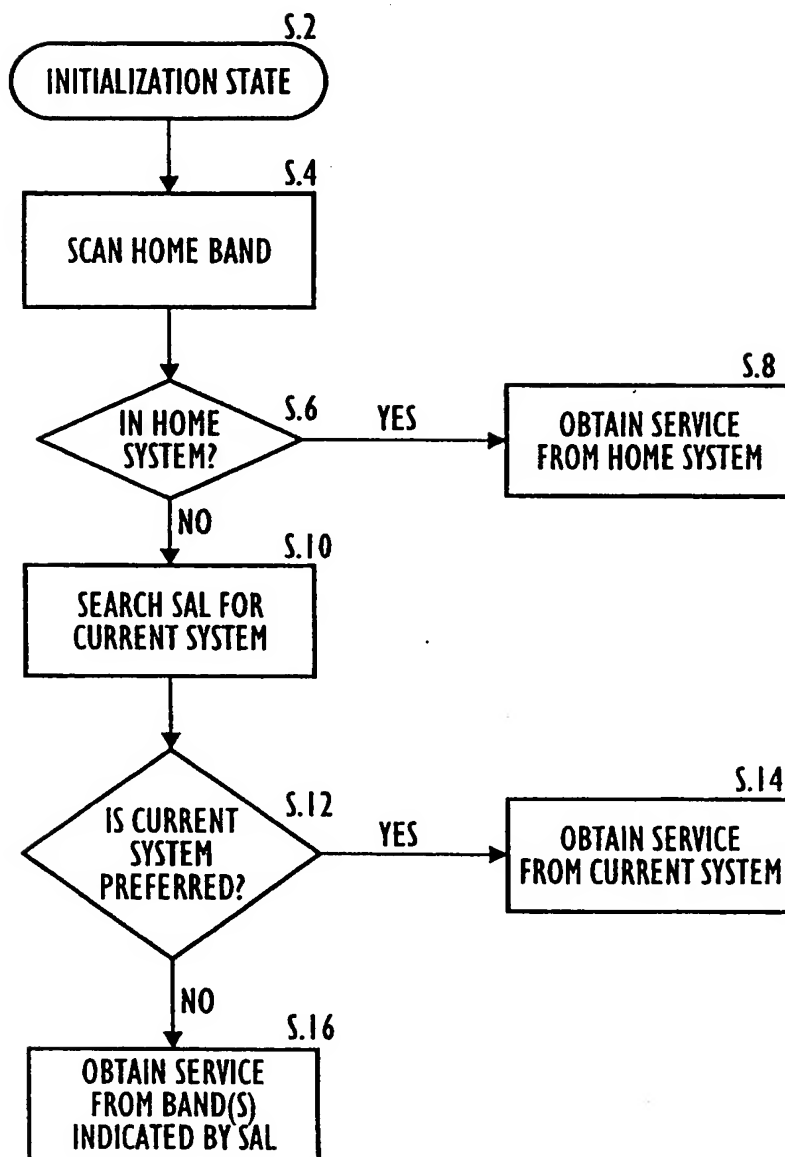 S.2
INITIALIZATION STATE
S.4
SCAN HOME BAND
S.6
IN HOME
SYSTEM?
YES
S.8
OBTAIN SERVICE
FROM HOME SYSTEM
NO
S.10
SEARCH SAL FOR
CURRENT SYSTEM
S.12
IS CURRENT
SYSTEM
PREFERRED?
YES
S.14
OBTAIN SERVICE
FROM CURRENT SYSTEM
NO
S.16
OBTAIN SERVICE
FROM BAND(S)
INDICATED BY SAL